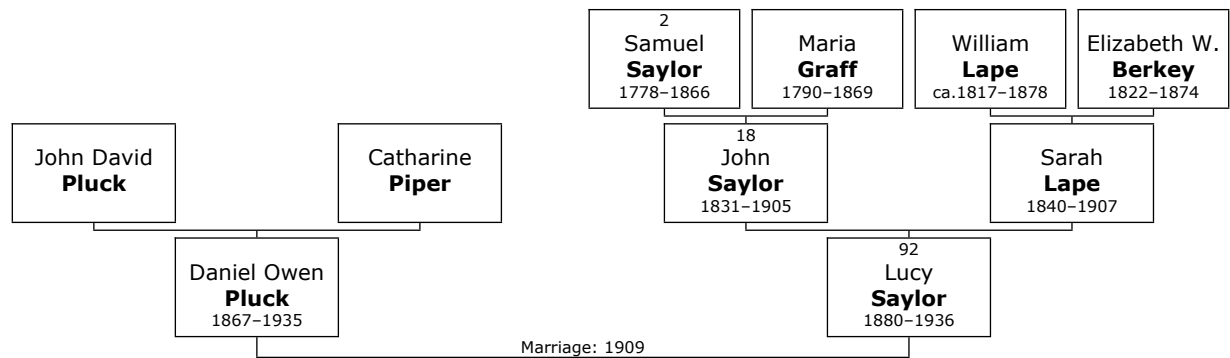 2
Samuel
Saylor
1778–1866
Maria
Graff
1790–1869
William
Lape
ca.1817–1878
Elizabeth W.
Berkey
1822–1874
John David
Pluck
Catharine
Piper
18
John
Saylor
1831–1905
Sarah
Lape
1840–1907
Daniel Owen
Pluck
1867–1935
92
Lucy
Saylor
1880–1936
Marriage: 1909